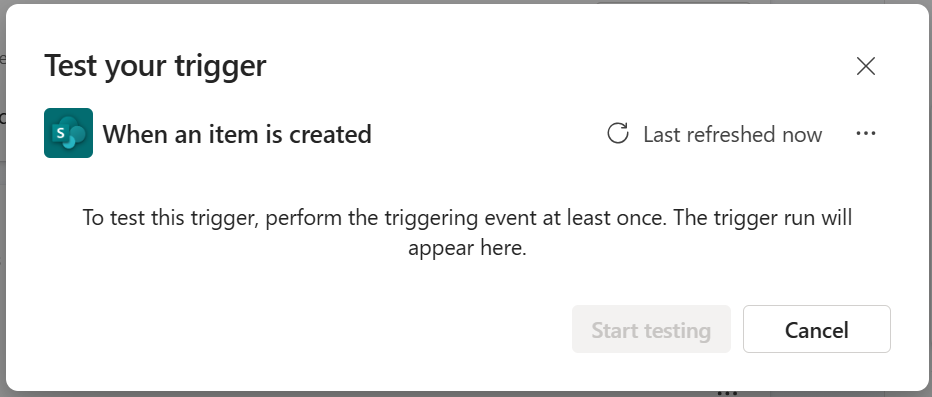 Test your trigger
S
When an item is created
Last refreshed now
To test this trigger, perform the triggering event at least once. The trigger run will
appear here.
Start testing
Cancel